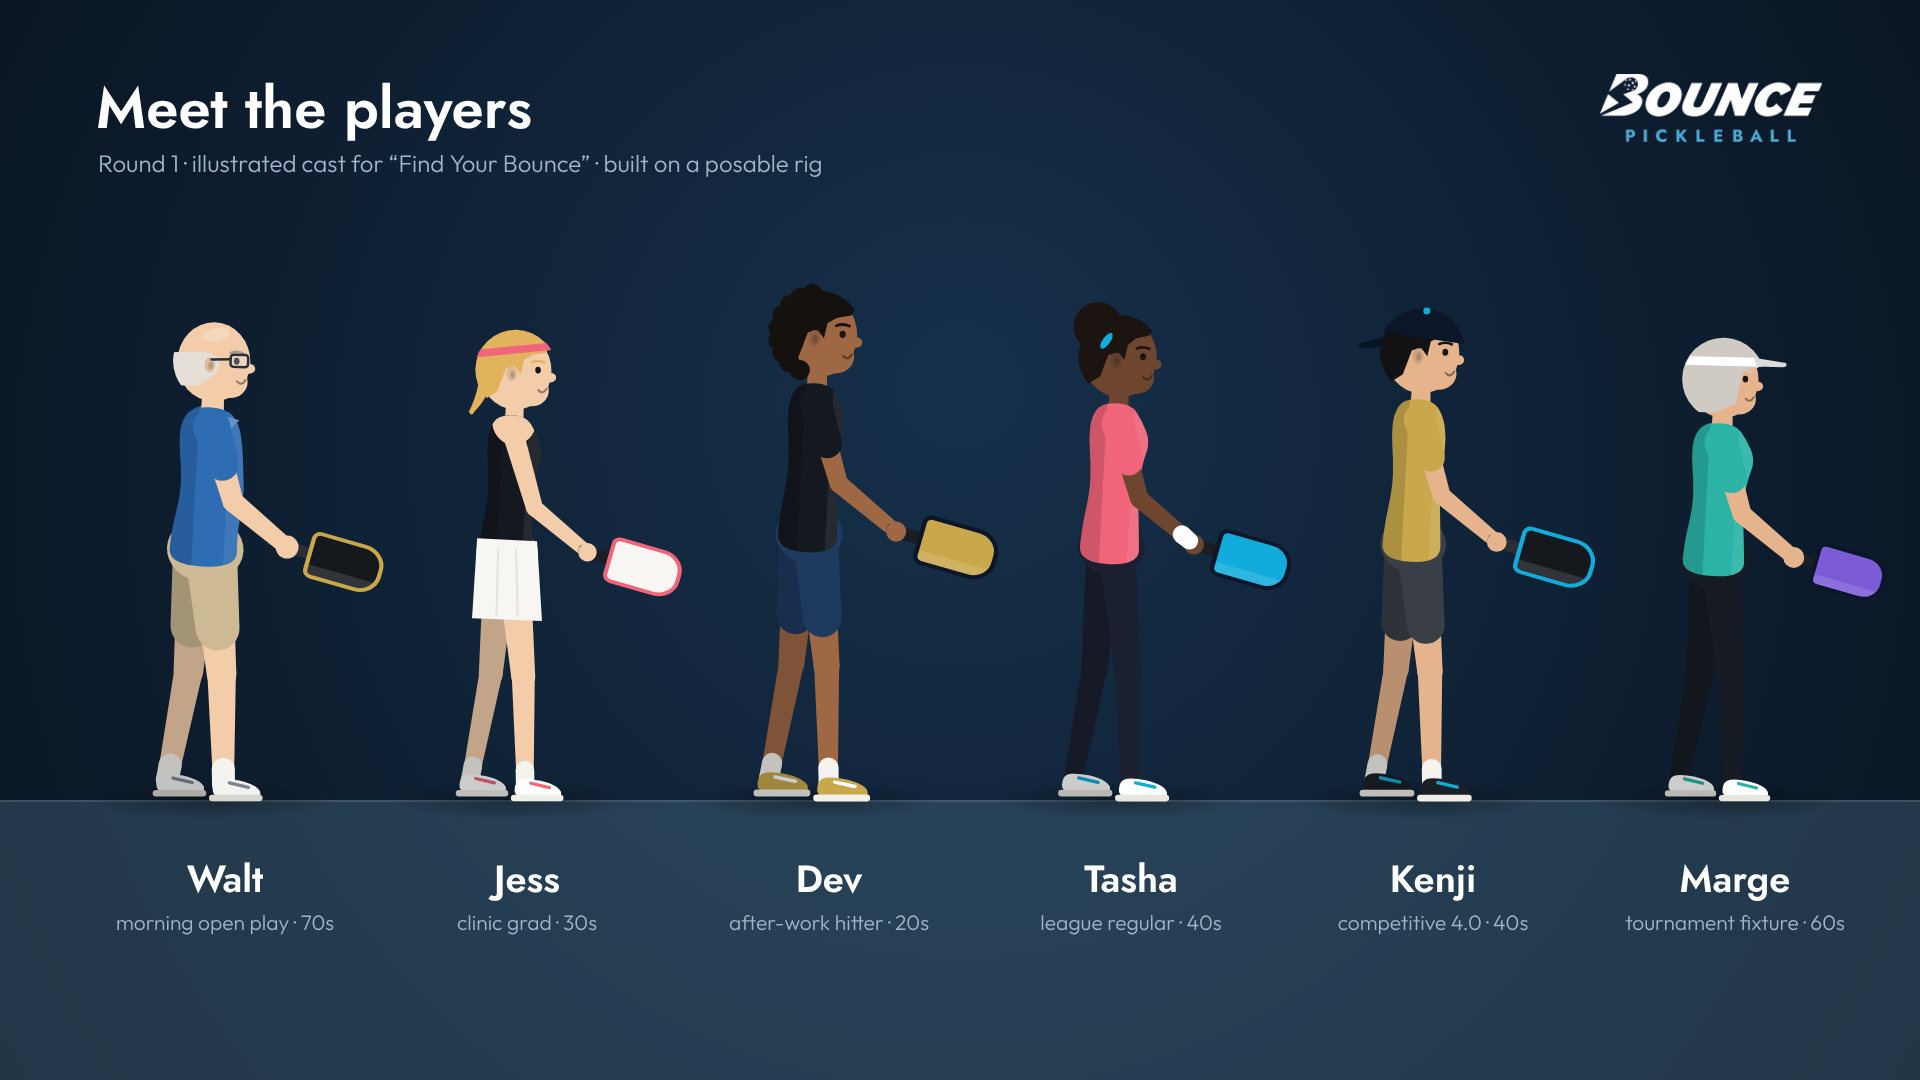 Meet the players
Round 1 · illustrated cast for “Find Your Bounce” · built on a posable rig
BOUNCE
PICKLEBALL
Walt
Jess
Dev
Tasha
Kenji
Marge
morning open play · 70s
clinic grad · 30s
after-work hitter · 20s
league regular · 40s
competitive 4.0 · 40s
tournament fixture · 60s